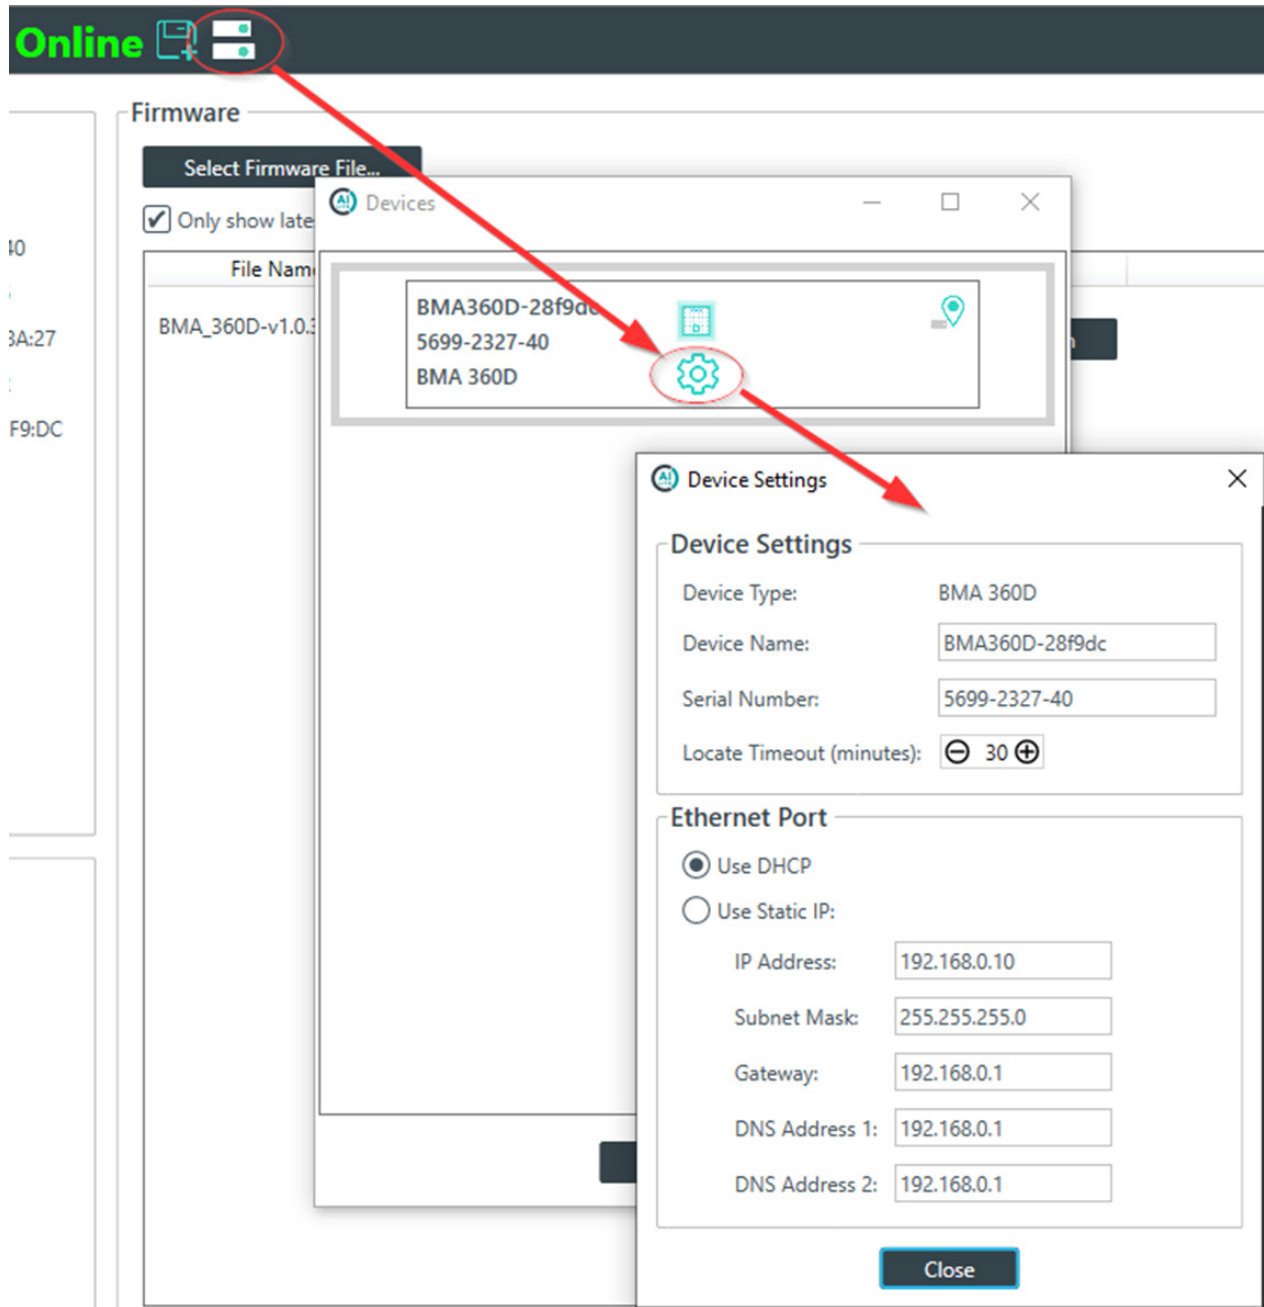 Online
Firmware
Select Firmware File...
Only show late
File Nam
BMA_360D-v1.0.3
40
3A:27
F9:DC
Devices
BMA360D-28f9dc
5699-2327-40
BMA 360D
Device Settings
Device Settings
Device Type: BMA 360D
Device Name: BMA360D-28f9dc
Serial Number: 5699-2327-40
Locate Timeout (minutes): 30
Ethernet Port
Use DHCP
Use Static IP:
IP Address: 192.168.0.10
Subnet Mask: 255.255.255.0
Gateway: 192.168.0.1
DNS Address 1: 192.168.0.1
DNS Address 2: 192.168.0.1
Close